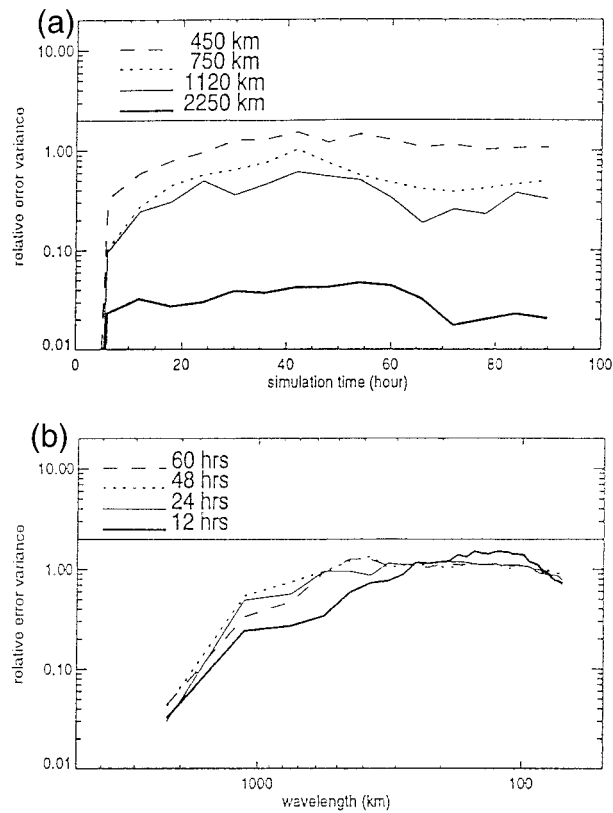 (a)
450 km
750 km
1120 km
2250 km
10.00
1.00
0.10
0.01
relative error variance
0
20
40
60
80
100
simulation time (hour)
(b)
60 hrs
48 hrs
24 hrs
12 hrs
10.00
1.00
0.10
0.01
relative error variance
1000
100
wavelength (km)